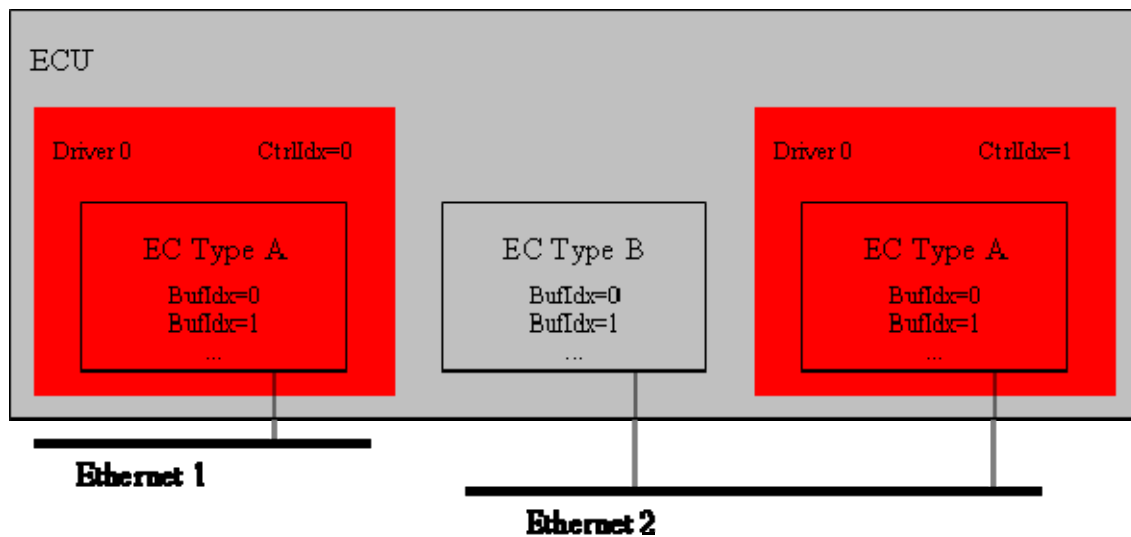 ECU
Driver 0 CtrlIdx=0
EC Type A
BufIdx=0
BufIdx=1
...
EC Type B
BufIdx=0
BufIdx=1
...
Driver 0 CtrlIdx=1
EC Type A
BufIdx=0
BufIdx=1
...
Ethernet 1
Ethernet 2